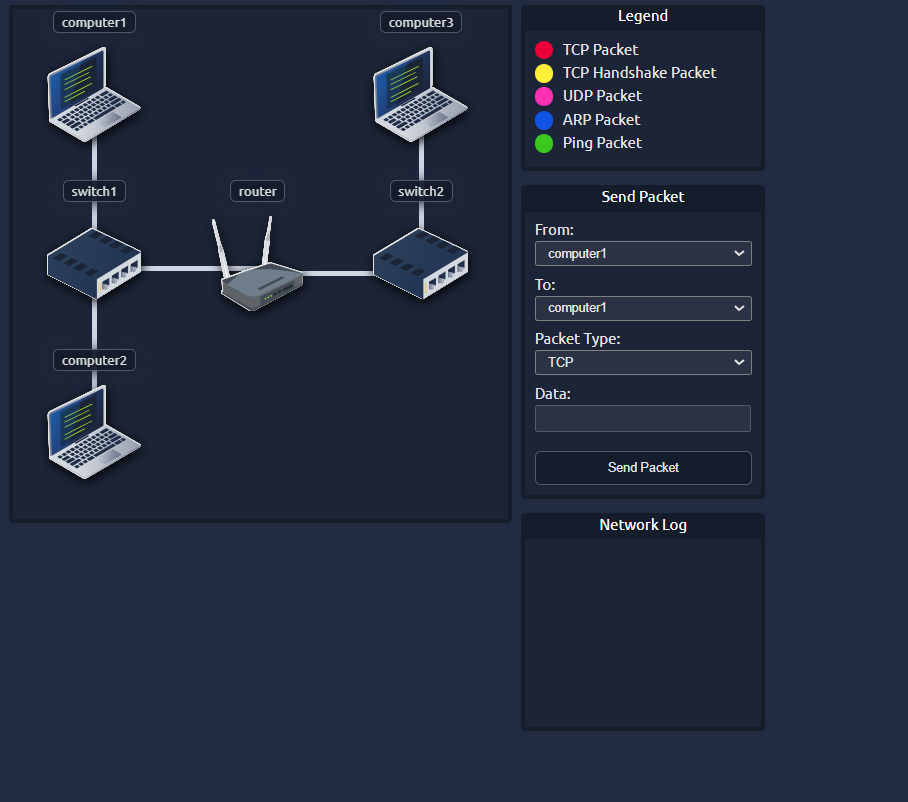 computer1
computer3
switch1
router
switch2
computer2
Legend
TCP Packet
TCP Handshake Packet
UDP Packet
ARP Packet
Ping Packet
Send Packet
From:
computer1
To:
computer1
Packet Type:
TCP
Data:
Send Packet
Network Log